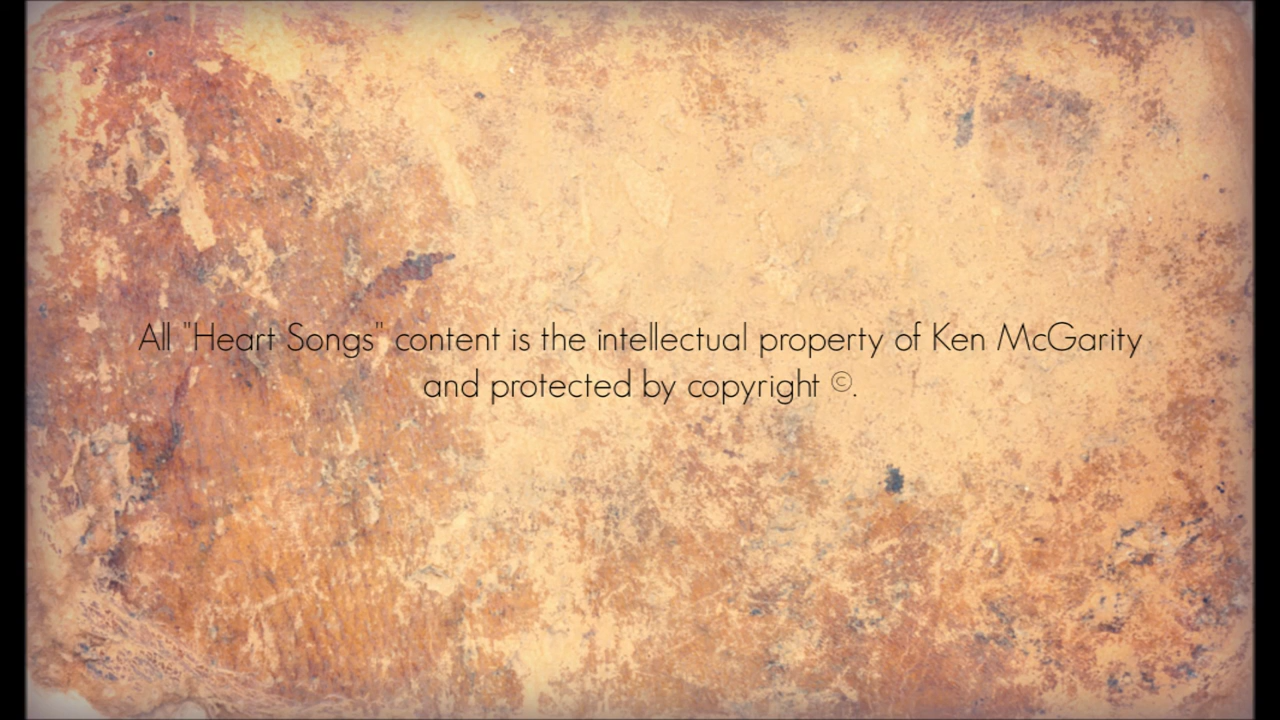 All "Heart Songs" content is the intellectual property of Ken McGarity
and protected by copyright ©.